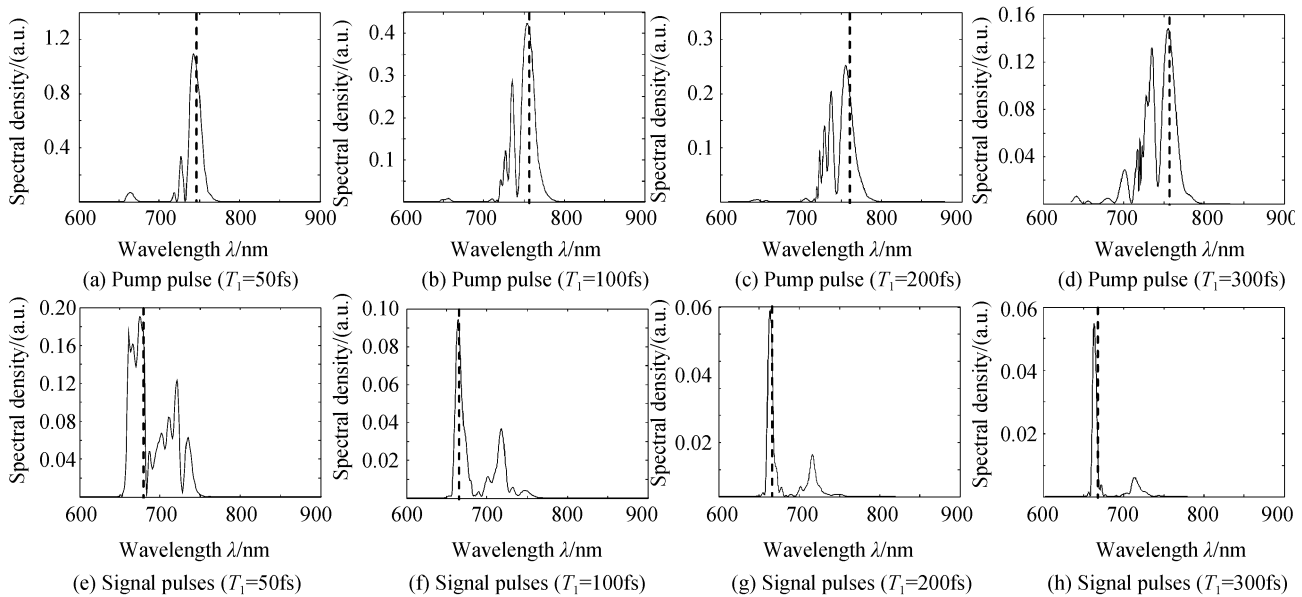 Spectral density/(a.u.)
1.2
1.0
0.8
0.4
600 700 800 900
Wavelength λ/nm
(a) Pump pulse (T1=50fs)
Spectral density/(a.u.)
0.4
0.3
0.2
0.1
600 700 800 900
Wavelength λ/nm
(b) Pump pulse (T1=100fs)
Spectral density/(a.u.)
0.3
0.2
0.1
600 700 800 900
Wavelength λ/nm
(c) Pump pulse (T1=200fs)
Spectral density/(a.u.)
0.16
0.12
0.08
0.04
600 700 800 900
Wavelength λ/nm
(d) Pump pulse (T1=300fs)
Spectral density/(a.u.)
0.20
0.16
0.12
0.08
0.04
600 700 800 900
Wavelength λ/nm
(e) Signal pulses (T1=50fs)
Spectral density/(a.u.)
0.10
0.08
0.06
0.04
0.02
600 700 800 900
Wavelength λ/nm
(f) Signal pulses (T1=100fs)
Spectral density/(a.u.)
0.06
0.04
0.02
600 700 800 900
Wavelength λ/nm
(g) Signal pulses (T1=200fs)
Spectral density/(a.u.)
0.06
0.04
0.02
600 700 800 900
Wavelength λ/nm
(h) Signal pulses (T1=300fs)